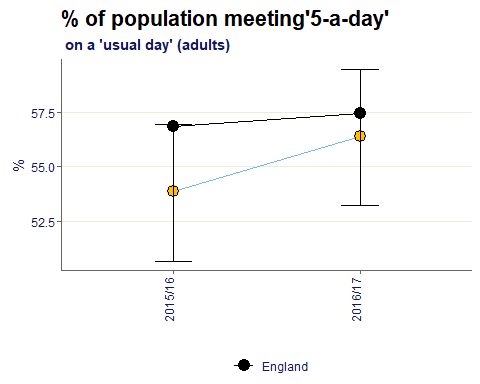 % of population meeting'5-a-day'
on a 'usual day' (adults)
57.5
55.0
52.5
%
2015/16
2016/17
England